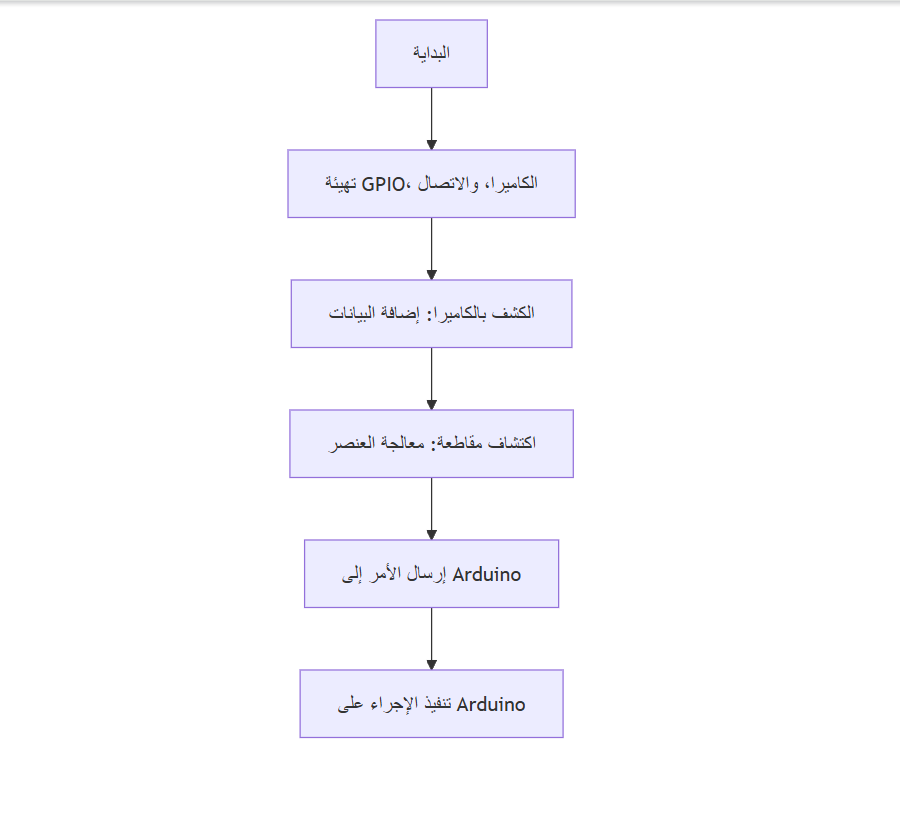 البداية
تهيئة GPIO، الكاميرا، والاتصال
الكشف بالكاميرا: إضافة البيانات
اكتشاف مقاطعة: معالجة العنصر
إرسال الأمر إلى Arduino
تنفيذ الإجراء على Arduino